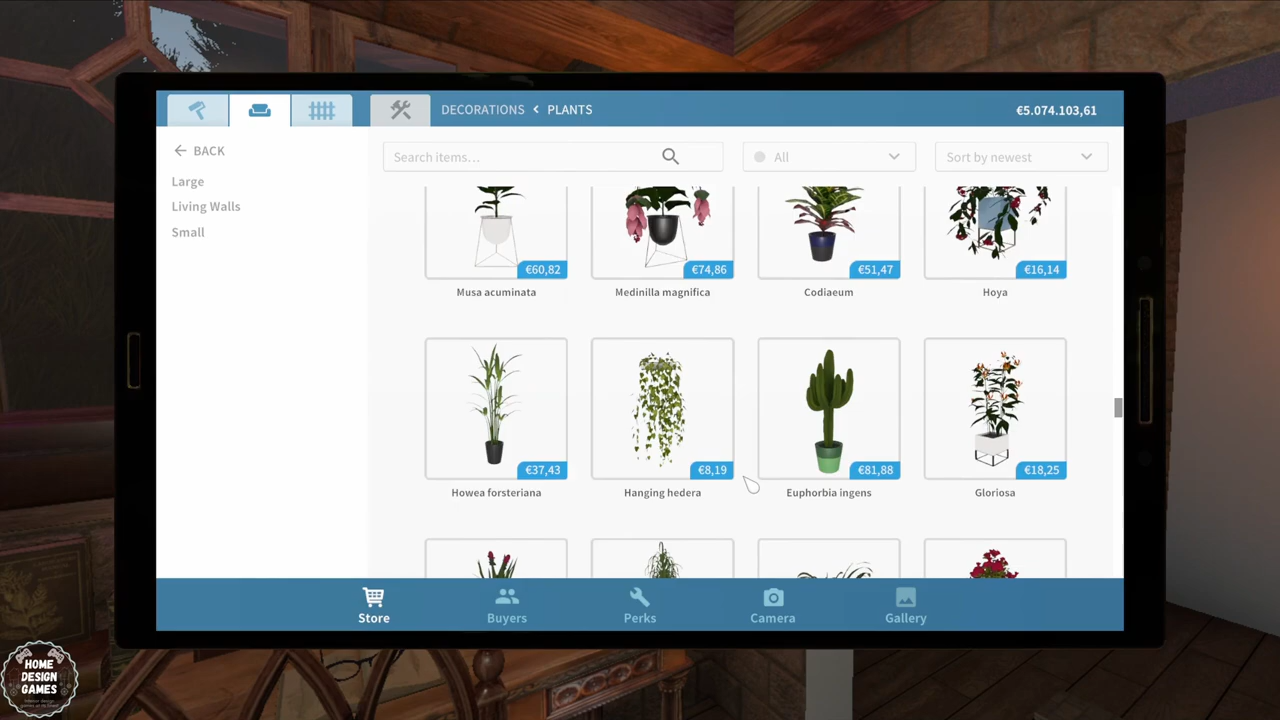 DECORATIONS < PLANTS
€5.074.103,61
BACK
Large
Living Walls
Small
Search items...
All
Sort by newest
€60,82
€74,86
€51,47
€16,14
Musa acuminata
Medinilla magnifica
Codiaeum
Hoya
€37,43
€8,19
€81,88
€18,25
Howea forsteriana
Hanging hedera
Euphorbia ingens
Gloriosa
Store
Buyers
Perks
Camera
Gallery
HOME
DESIGN
GAMES